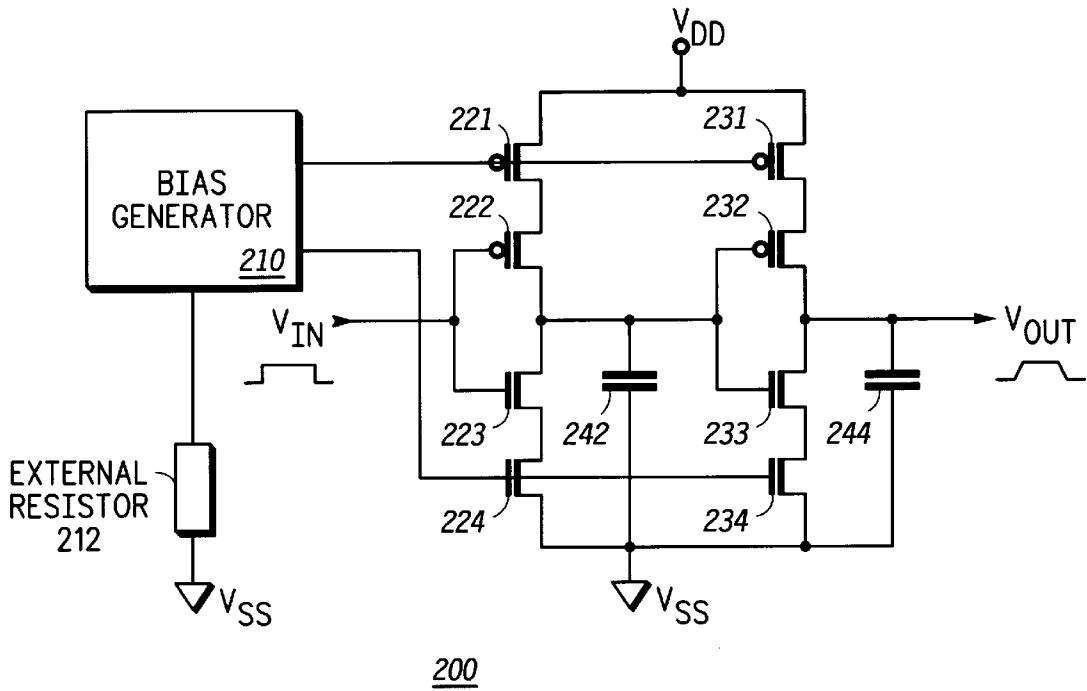 V_DD
221
231
BIAS
GENERATOR
210
222
232
V_IN
V_OUT
223
242
233
244
EXTERNAL
RESISTOR
212
224
234
V_SS
V_SS
200